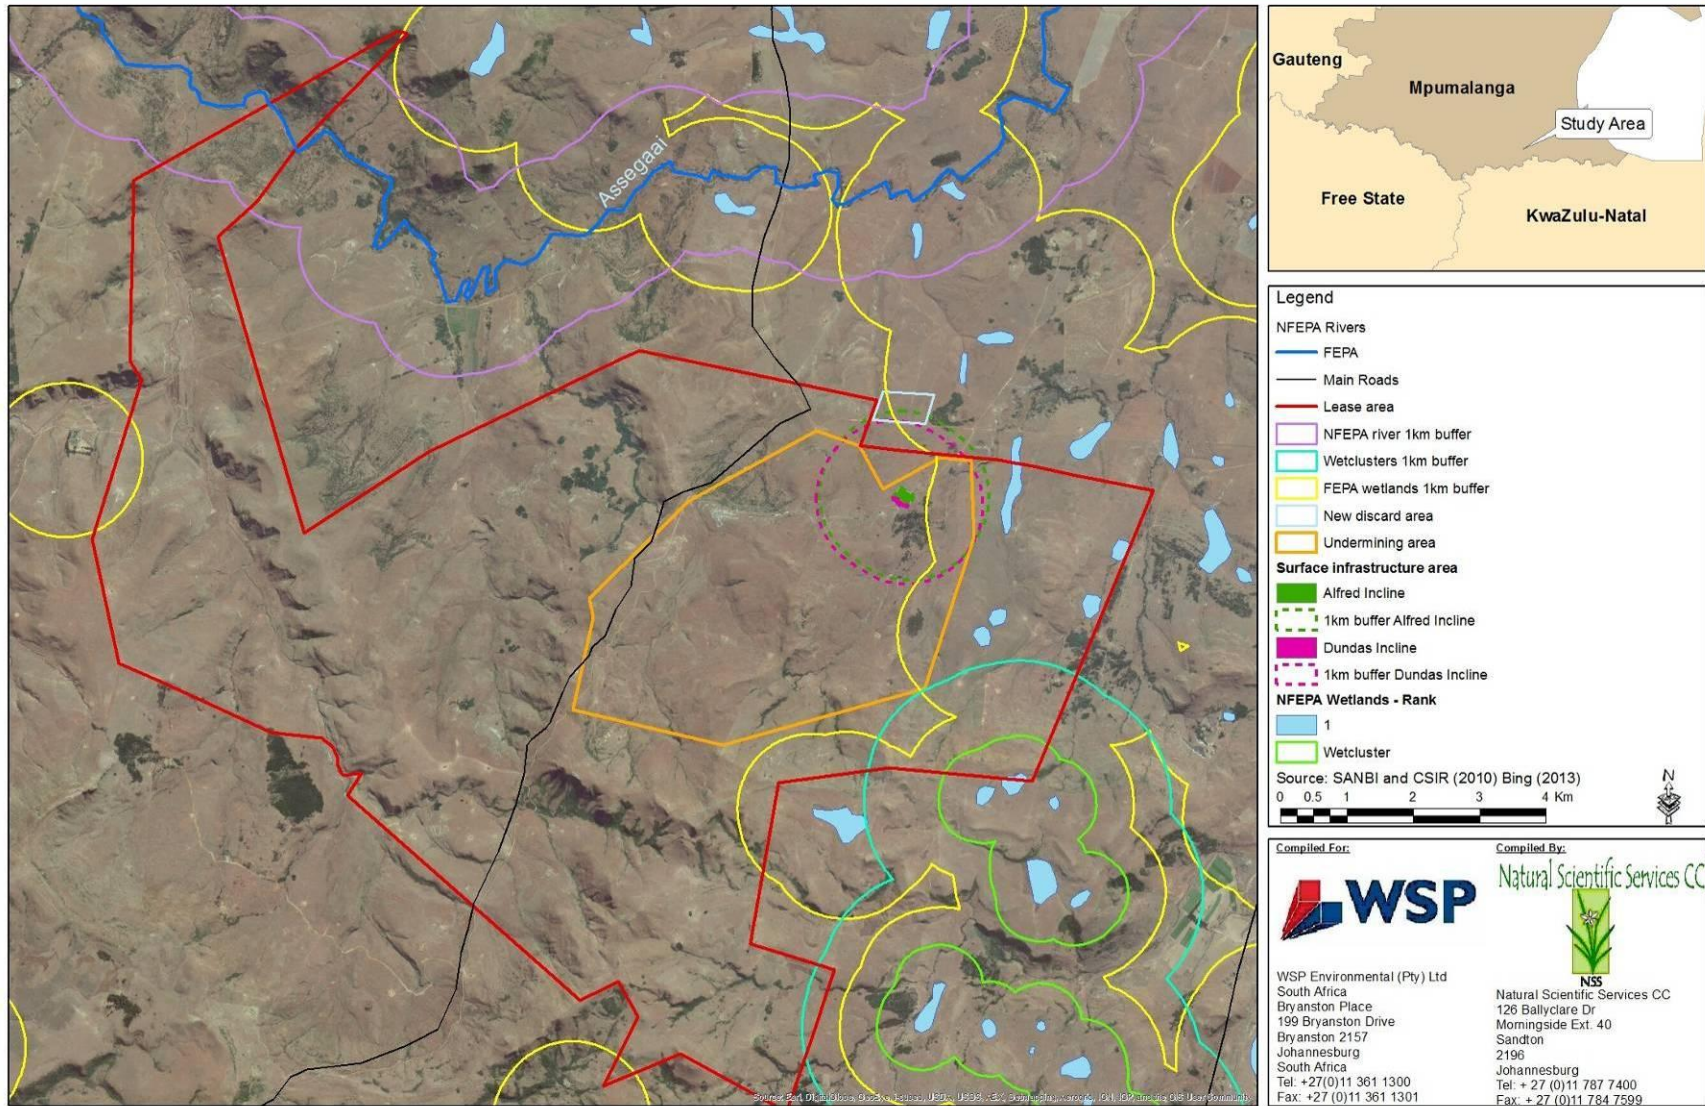 Assegaai
Gauteng
Mpumalanga
Study Area
Free State
KwaZulu-Natal
Legend
NFEPA Rivers
FEPA
Main Roads
Lease area
NFEPA river 1km buffer
Wetclusters 1km buffer
FEPA wetlands 1km buffer
New discard area
Undermining area
Surface infrastructure area
Alfred Incline
1km buffer Alfred Incline
Dundas Incline
1km buffer Dundas Incline
NFEPA Wetlands - Rank
1
Wetcluster
Source: SANBI and CSIR (2010) Bing (2013)
0 0.5 1 2 3 4 Km
N
Compiled For:
WSP
WSP Environmental (Pty) Ltd
South Africa
Bryanston Place
199 Bryanston Drive
Bryanston 2157
Johannesburg
South Africa
Tel: +27(0)11 361 1300
Fax: +27 (0)11 361 1301
Compiled By:
Natural Scientific Services CC
NSS
Natural Scientific Services CC
126 Ballyclare Dr
Morningside Ext. 40
Sandton
2196
Johannesburg
Tel: + 27 (0)11 787 7400
Fax: + 27 (0)11 784 7599